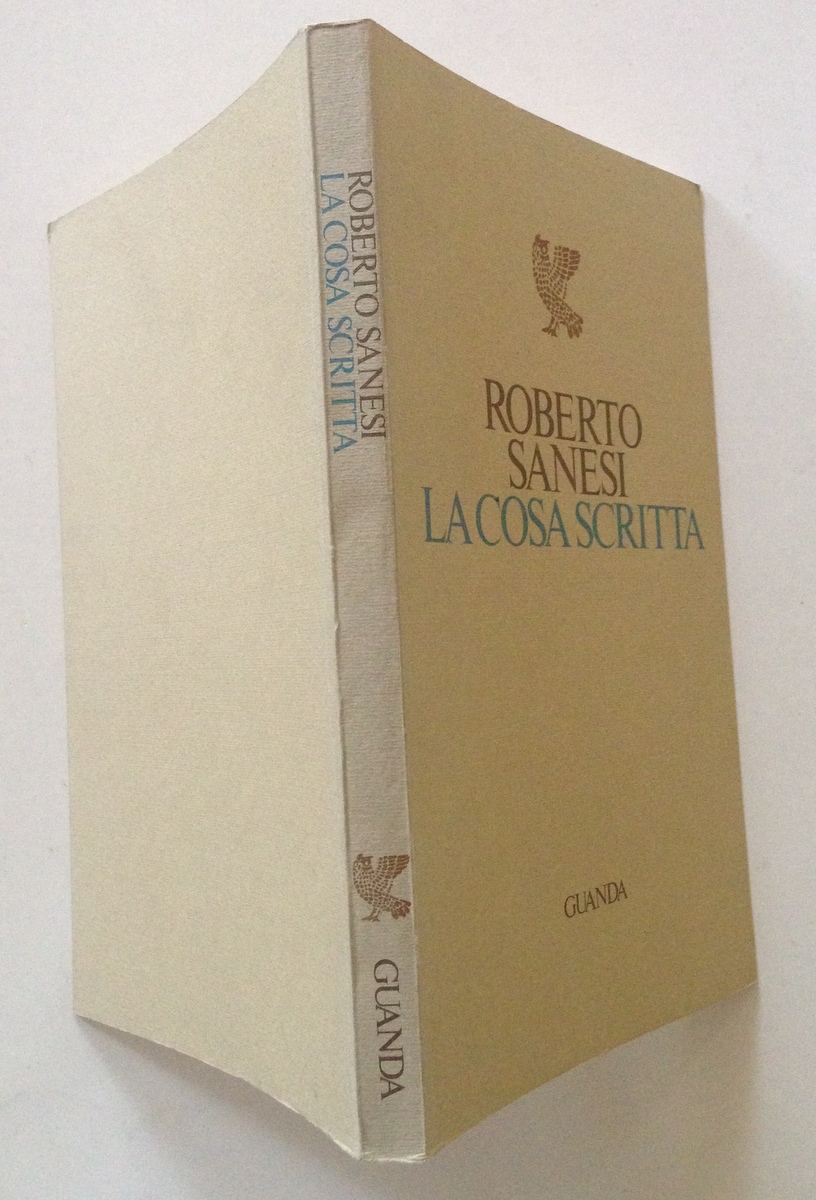 ROBERTO SANESI
LA COSA SCRITTA
GUANDA
ROBERTO
SANESI
LA COSA SCRITTA
GUANDA